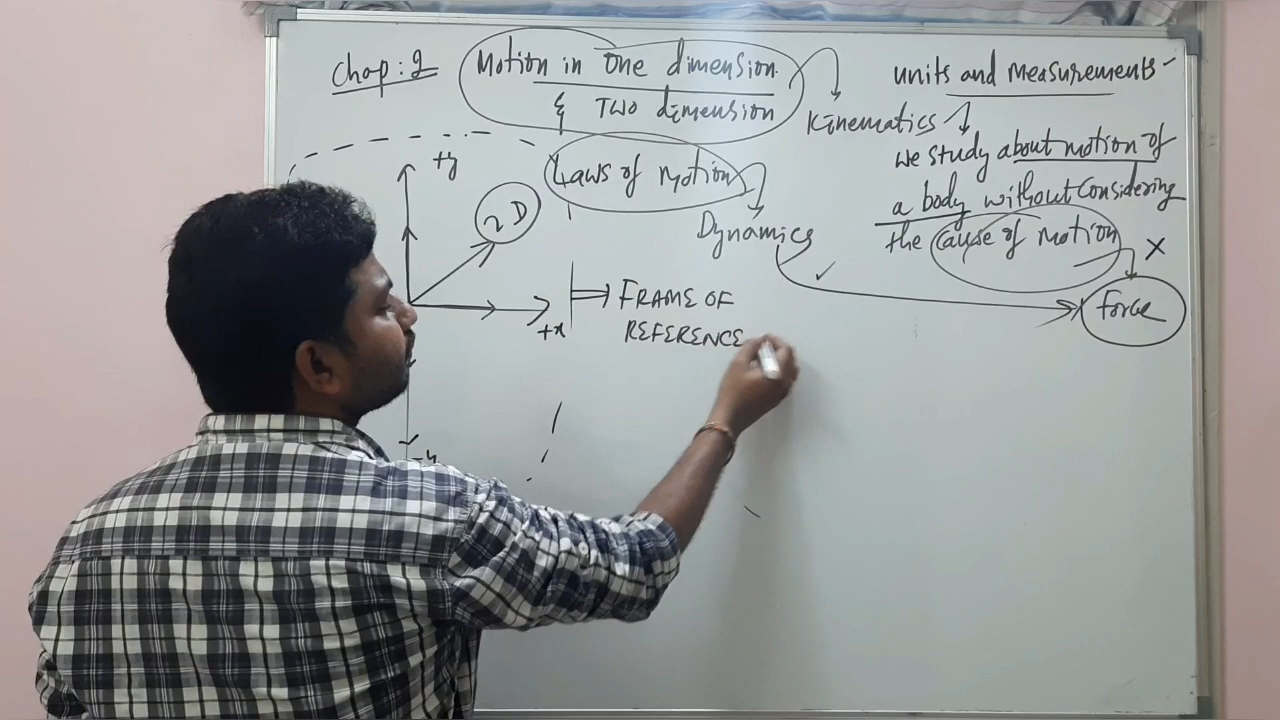 Chap: 2
Motion in One dimension
& TWO dimension
units and measurements
Kinematics
we study about motion of
a body without considering
the cause of motion
x
Laws of motion
Dynamics
Force
+y
2D
+x
FRAME OF
REFERENCE
-y